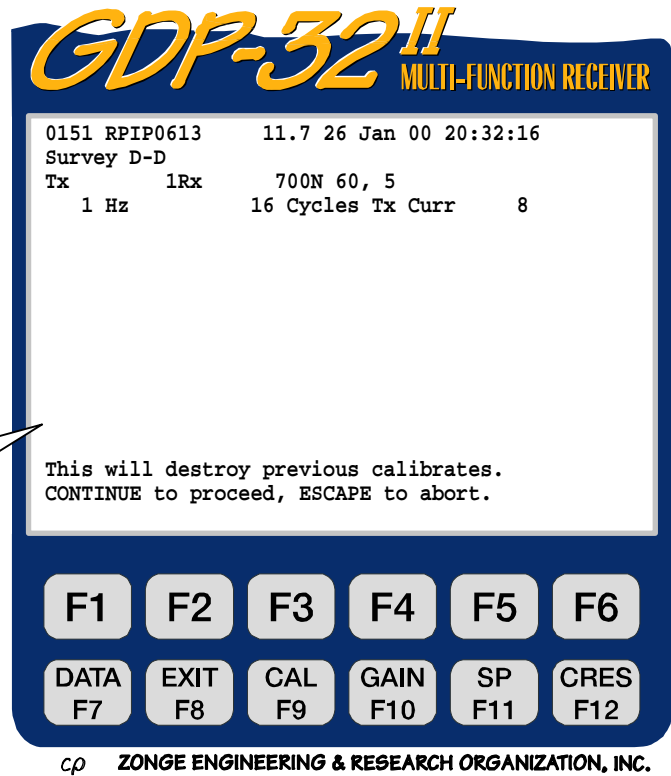 GDP-32 II
MULTI-FUNCTION RECEIVER
0151 RPIP0613 11.7 26 Jan 00 20:32:16
Survey D-D
Tx 1Rx 700N 60, 5
1 Hz 16 Cycles Tx Curr 8
This will destroy previous calibrates.
CONTINUE to proceed, ESCAPE to abort.
F1 F2 F3 F4 F5 F6
DATA EXIT CAL GAIN SP CRES
F7 F8 F9 F10 F11 F12
cρ ZONGE ENGINEERING & RESEARCH ORGANIZATION, INC.